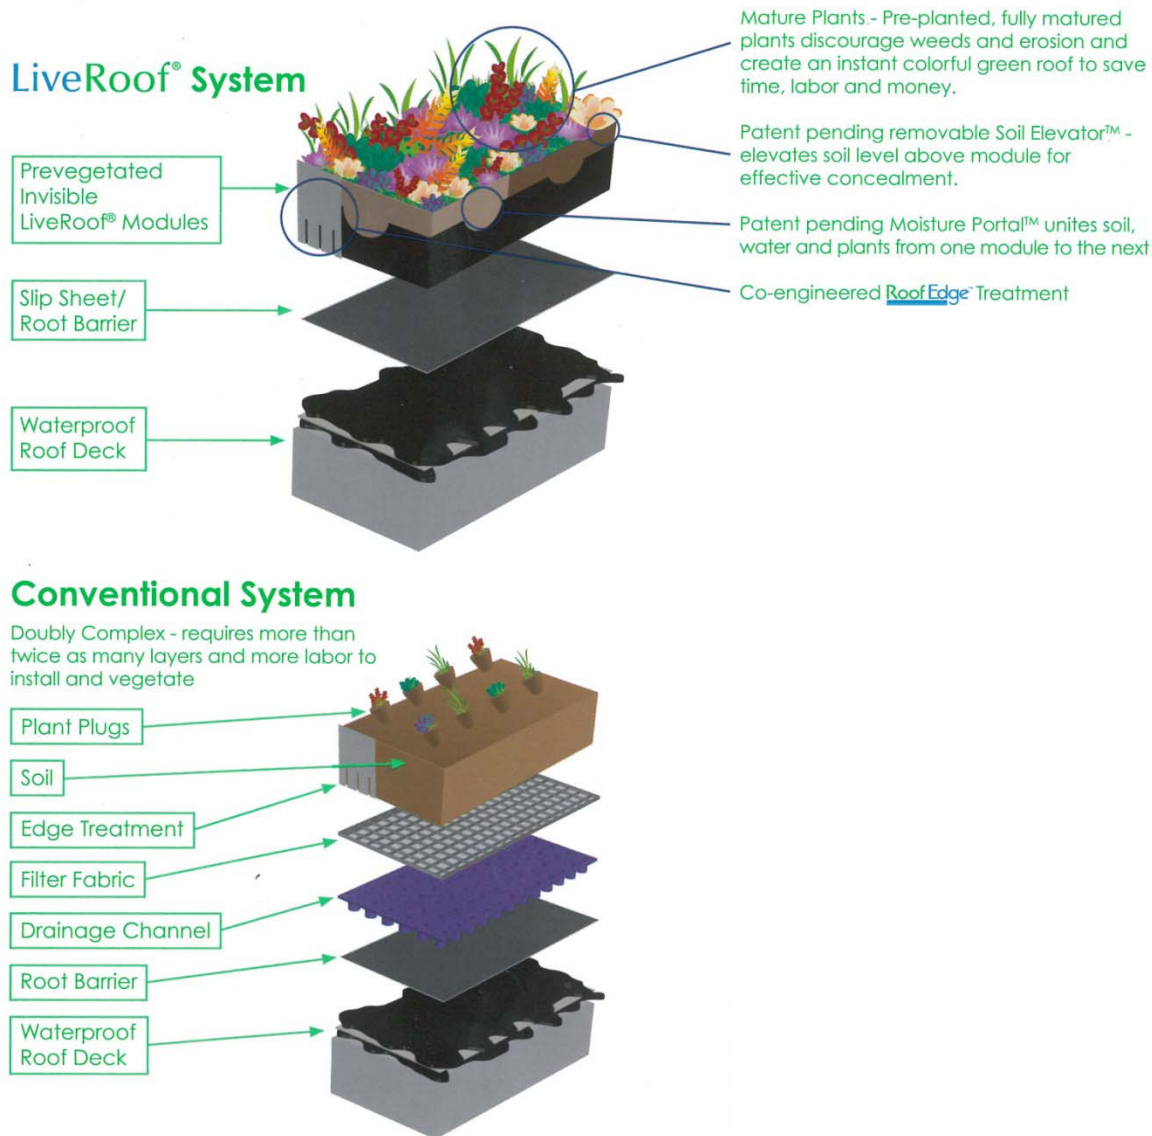 LiveRoof® System
Prevegetated
Invisible
LiveRoof® Modules
Slip Sheet/
Root Barrier
Waterproof
Roof Deck
Mature Plants - Pre-planted, fully matured
plants discourage weeds and erosion and
create an instant colorful green roof to save
time, labor and money.
Patent pending removable Soil Elevator™ -
elevates soil level above module for
effective concealment.
Patent pending Moisture Portal™ unites soil,
water and plants from one module to the next
Co-engineered RoofEdge™ Treatment
Conventional System
Doubly Complex - requires more than
twice as many layers and more labor to
install and vegetate
Plant Plugs
Soil
Edge Treatment
Filter Fabric
Drainage Channel
Root Barrier
Waterproof
Roof Deck